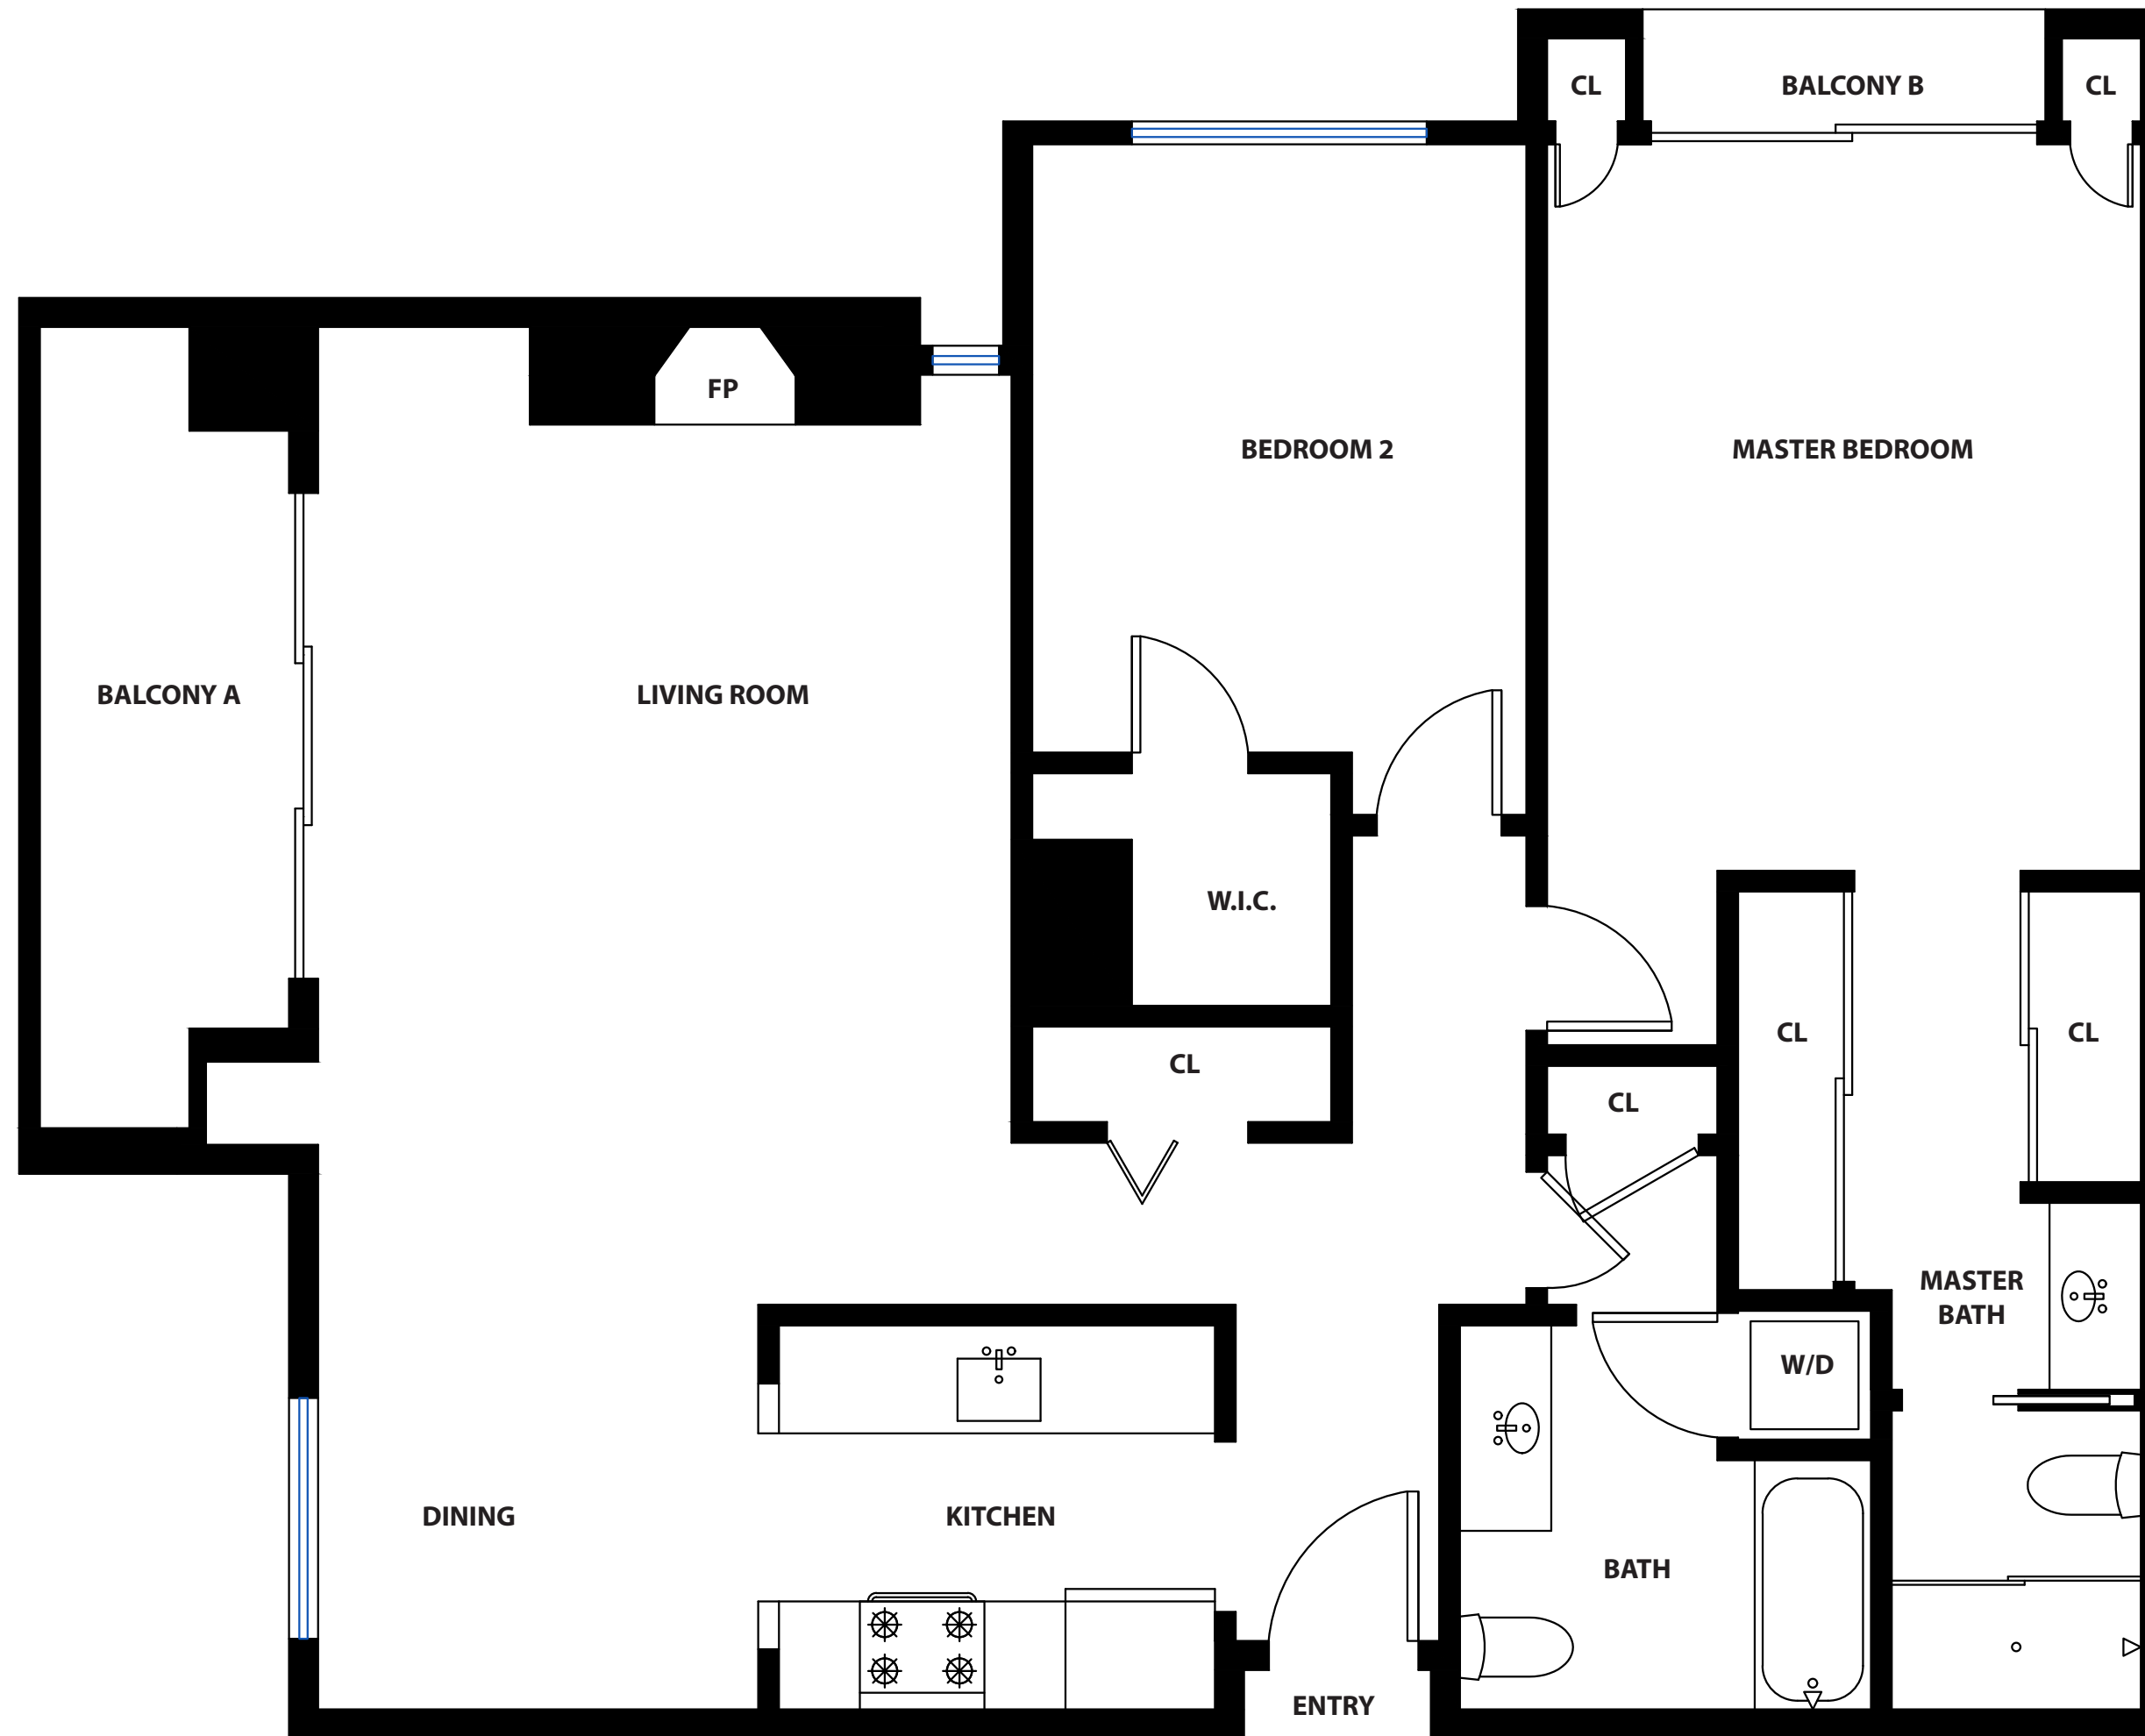 CL
BALCONY B
CL
FP
BEDROOM 2
MASTER BEDROOM
BALCONY A
LIVING ROOM
W.I.C.
CL
CL
CL
CL
MASTER
BATH
W/D
DINING
KITCHEN
BATH
ENTRY